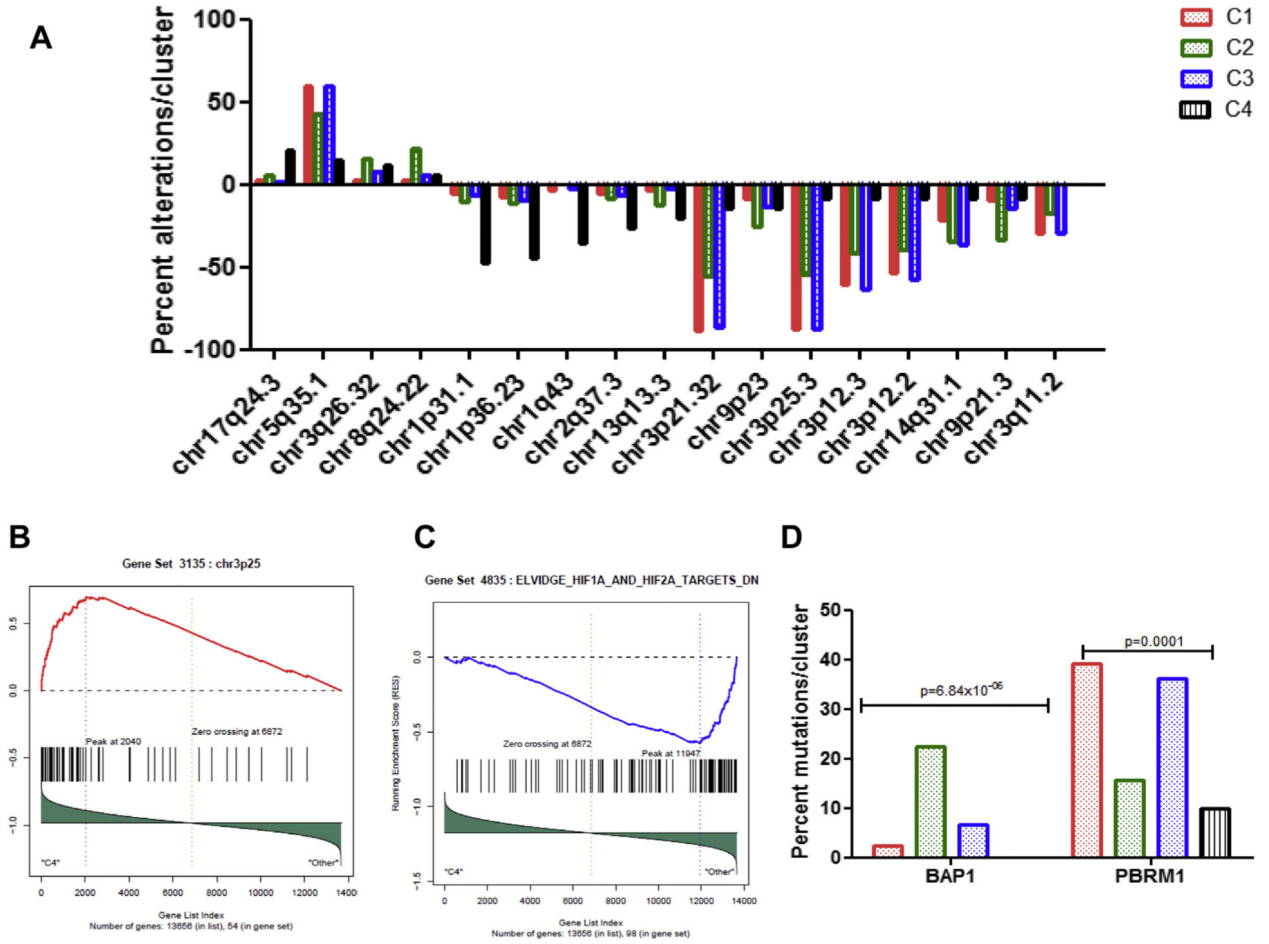 A
Percent alterations/cluster
100
50
0
-50
-100
C1
C2
C3
C4
chr17q24.3
chr5q35.1
chr3q26.32
chr8q24.22
chr1p31.1
chr1p36.23
chr1q43
chr2q37.3
chr13q13.3
chr3p21.32
chr9p23
chr3p25.3
chr3p12.3
chr3p12.2
chr14q31.1
chr9p21.3
chr3q11.2
B
Gene Set 3135 : chr3p25
0.5
0.0
-0.5
-1.0
Peak at 2040
Zero crossing at 6872
"C4"
"Other"
0 2000 4000 6000 8000 10000 12000 1400
Gene List Index
Number of genes: 13656 (in list), 54 (in gene set)
C
Gene Set 4835 : ELVIDGE_HIF1A_AND_HIF2A_TARGETS_DN
Running Enrichment Score (RES)
0.0
-0.5
-1.0
-1.5
Zero crossing at 6872
Peak at 11947
"C4"
"Other"
0 2000 4000 6000 8000 10000 12000 14000
Gene List Index
Number of genes: 13656 (in list), 98 (in gene set)
D
Percent mutations/cluster
50
40
30
20
10
0
p=6.84x10⁻⁰⁶
p=0.0001
BAP1
PBRM1